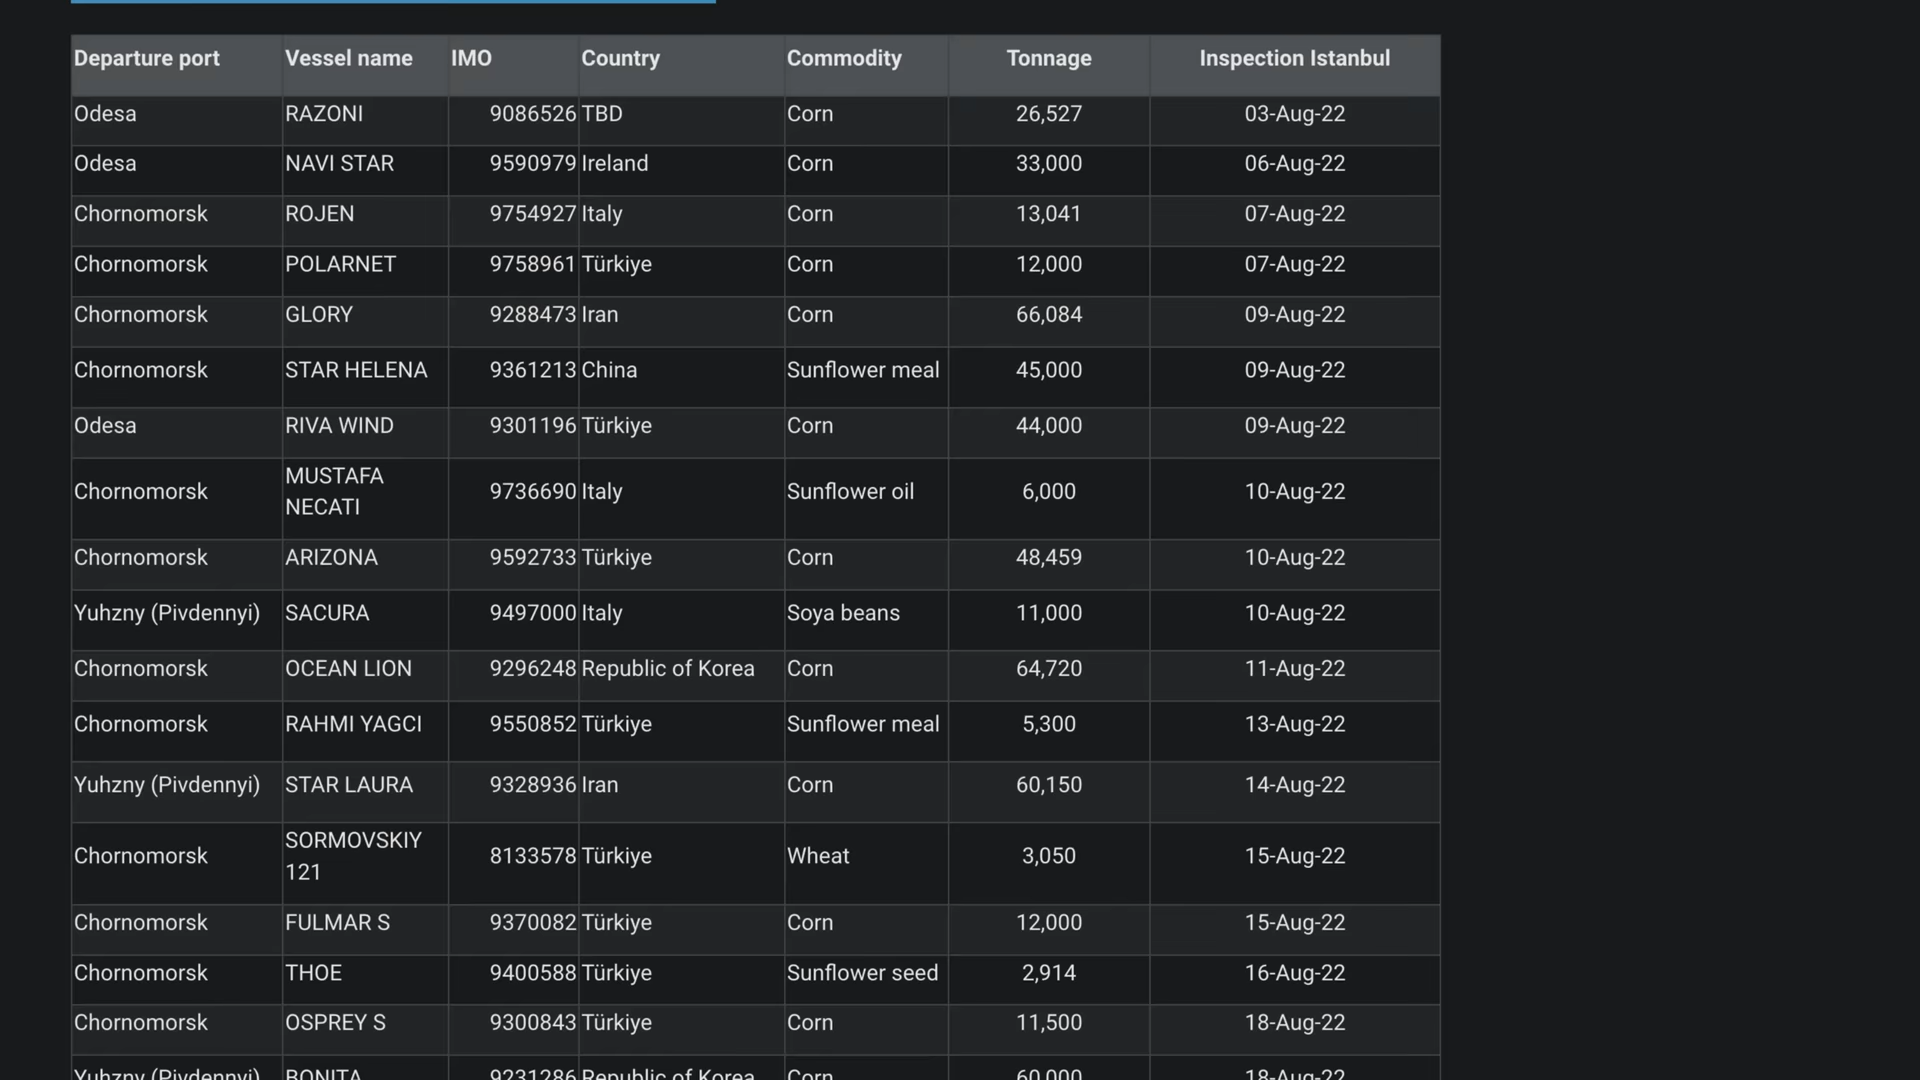 Departure port Vessel name IMO Country Commodity Tonnage Inspection Istanbul
Odesa RAZONI 9086526 TBD Corn 26,527 03-Aug-22
Odesa NAVI STAR 9590979 Ireland Corn 33,000 06-Aug-22
Chornomorsk ROJEN 9754927 Italy Corn 13,041 07-Aug-22
Chornomorsk POLARNET 9758961 Türkiye Corn 12,000 07-Aug-22
Chornomorsk GLORY 9288473 Iran Corn 66,084 09-Aug-22
Chornomorsk STAR HELENA 9361213 China Sunflower meal 45,000 09-Aug-22
Odesa RIVA WIND 9301196 Türkiye Corn 44,000 09-Aug-22
Chornomorsk MUSTAFA NECATI 9736690 Italy Sunflower oil 6,000 10-Aug-22
Chornomorsk ARIZONA 9592733 Türkiye Corn 48,459 10-Aug-22
Yuhzny (Pivdennyi) SACURA 9497000 Italy Soya beans 11,000 10-Aug-22
Chornomorsk OCEAN LION 9296248 Republic of Korea Corn 64,720 11-Aug-22
Chornomorsk RAHMI YAGCI 9550852 Türkiye Sunflower meal 5,300 13-Aug-22
Yuhzny (Pivdennyi) STAR LAURA 9328936 Iran Corn 60,150 14-Aug-22
Chornomorsk SORMOVSKIY 121 8133578 Türkiye Wheat 3,050 15-Aug-22
Chornomorsk FULMAR S 9370082 Türkiye Corn 12,000 15-Aug-22
Chornomorsk THOE 9400588 Türkiye Sunflower seed 2,914 16-Aug-22
Chornomorsk OSPREY S 9300843 Türkiye Corn 11,500 18-Aug-22
Yuhzny (Pivdennyi) BONITA 9231286 Republic of Korea Corn 60,000 18-Aug-22